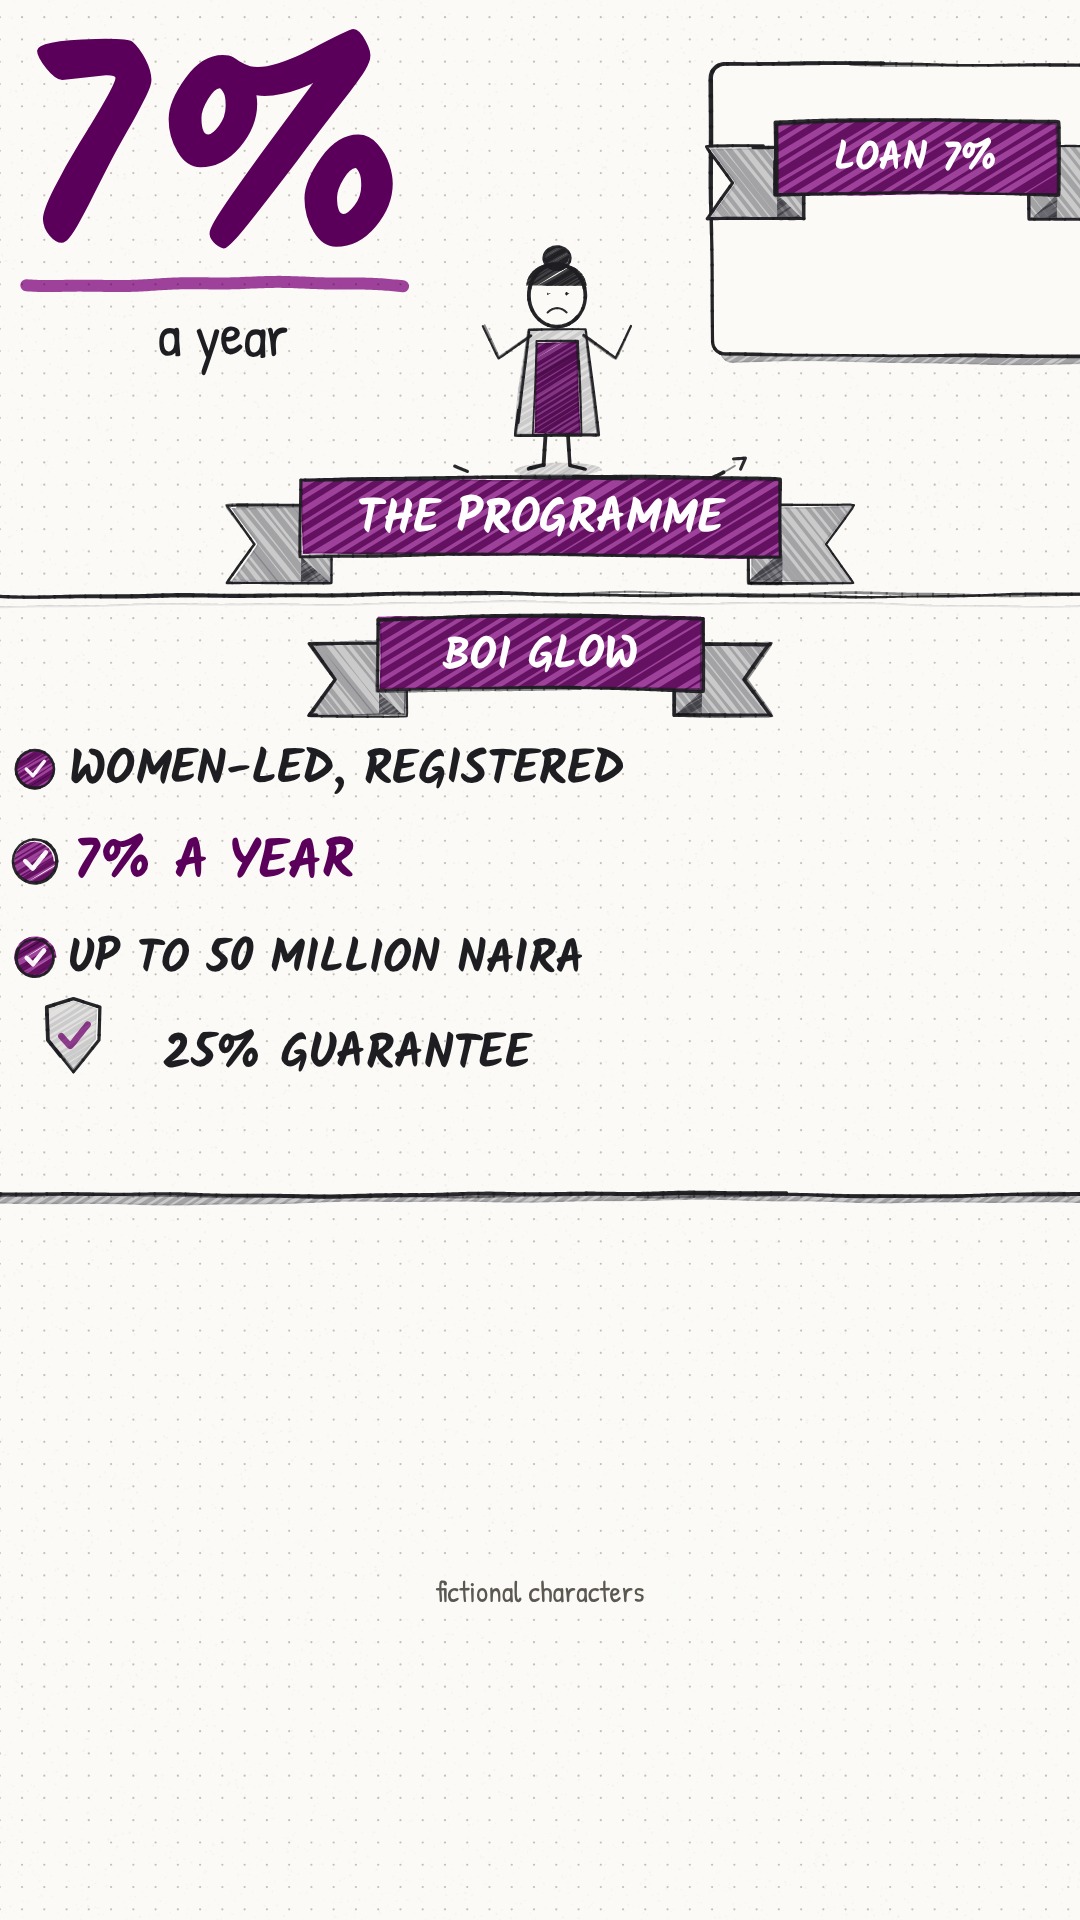 7%
a year
LOAN 7%
THE PROGRAMME
BOI GLOW
WOMEN-LED, REGISTERED
7% A YEAR
UP TO 50 MILLION NAIRA
25% GUARANTEE
fictional characters